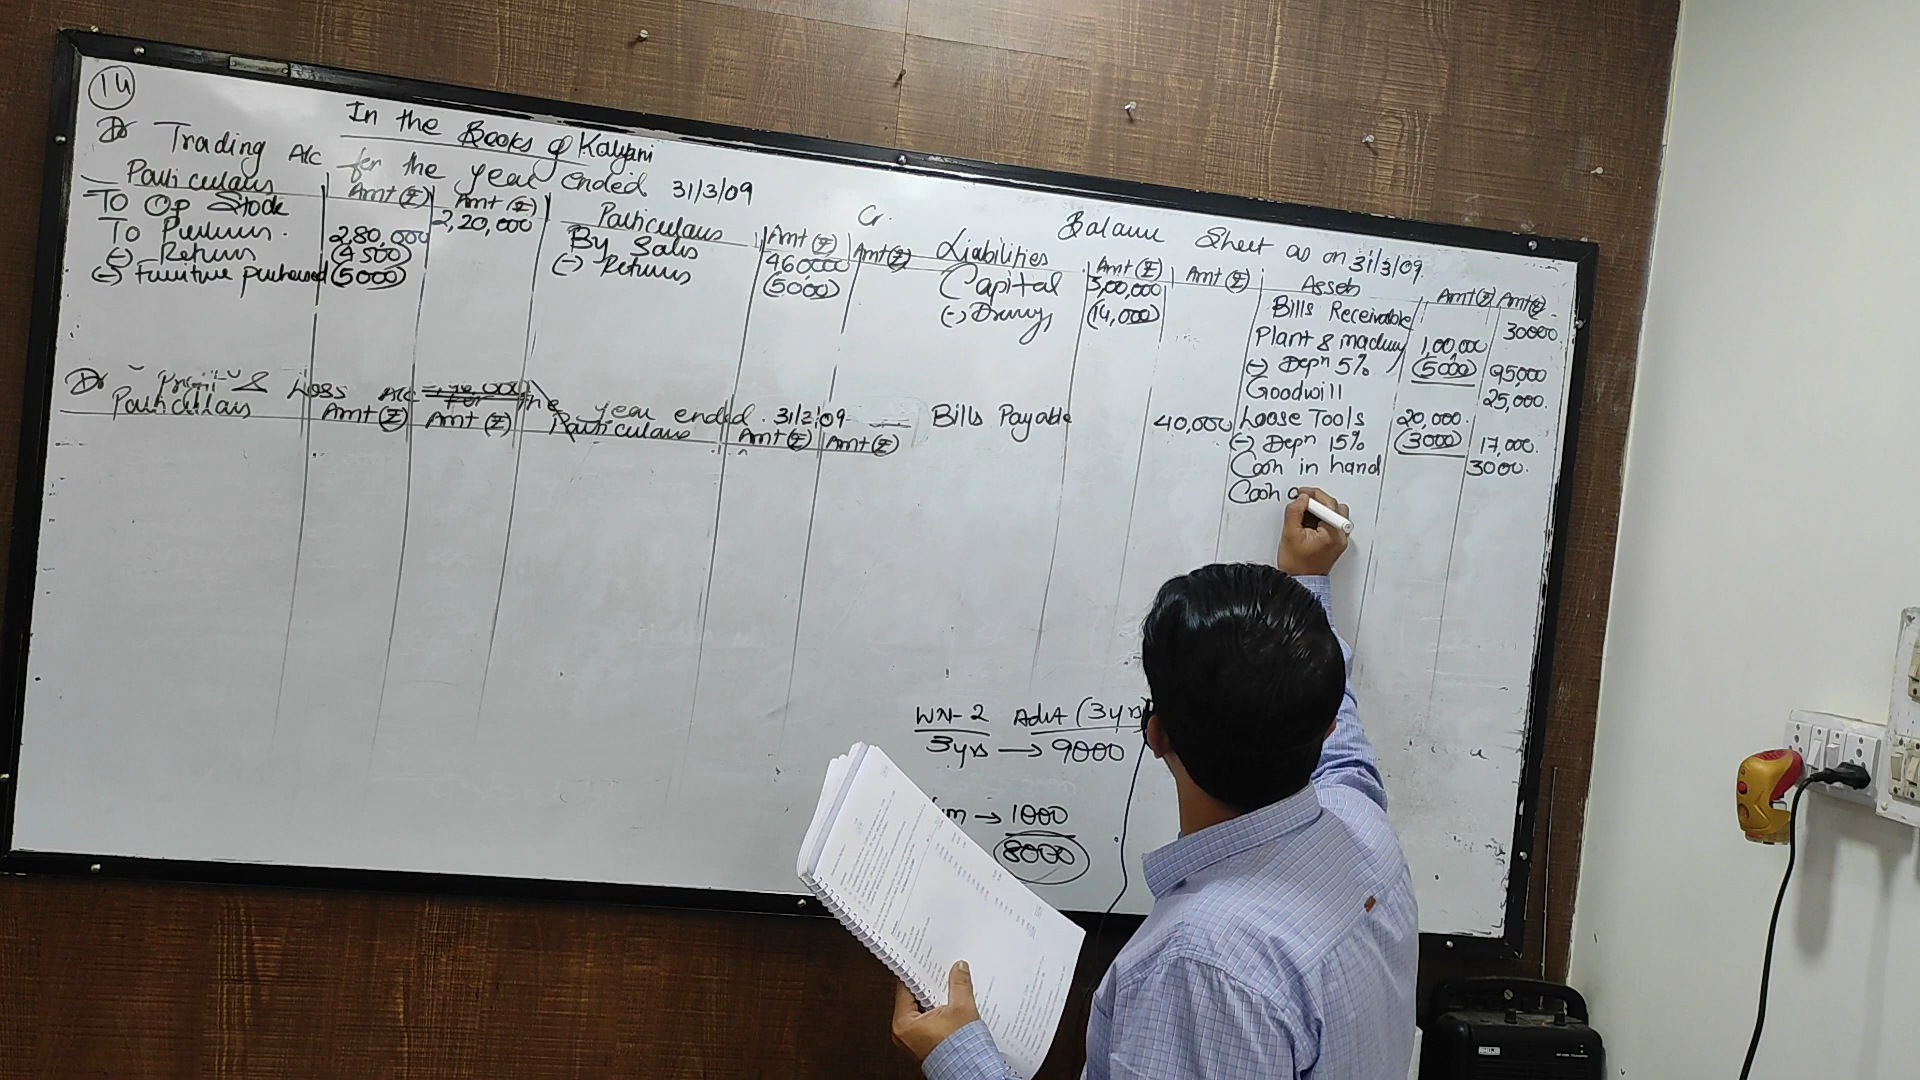 14
In the Books of Kalyani
Dr Trading A/c for the year ended 31/3/09 Cr.
Particulars Amt (₹) Amt (₹) Particulars Amt (₹) Amt (₹)
To Op Stock 2,20,000 By Sales 460000
To Purchases. 2,80,000 (-) Returns (5000)
(-) Return (4500)
(-) Furniture purchased (5000)
Dr Profit & Loss A/c for the year ended 31/3/09
Particulars Amt (₹) Amt (₹) Particulars Amt (₹) Amt (₹)
Balance Sheet as on 31/3/09
Liabilities Amt (₹) Amt (₹) Assets Amt (₹) Amt (₹)
Capital 3,00,000 Bills Receivable 30000
(-) Drawings (14,000) Plant & machinery 1,00,000
(-) Depn 5% (5000) 95000
Goodwill 25,000.
Bills Payable 40,000 Loose Tools 20,000.
(-) Depn 15% (3000) 17,000.
Cash in hand 3000.
Cash
WN-2 Advt (3yrs
3yrs → 9000
→ 1000
8000